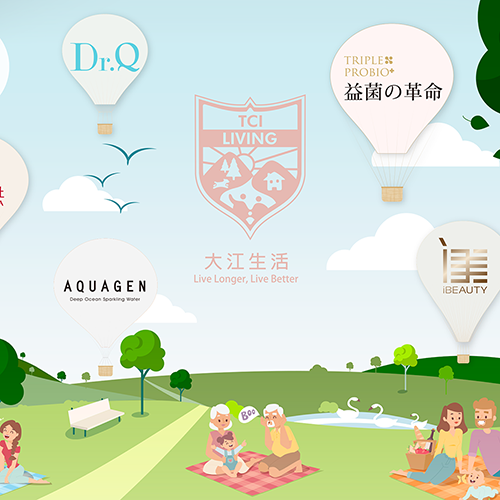 Dr.Q
TRIPLE
PROBIO
益菌の革命
TCI
LIVING
大江生活
Live Longer, Live Better
AQUAGEN
Deep Ocean Sparkling Water
iBEAUTY
Boo